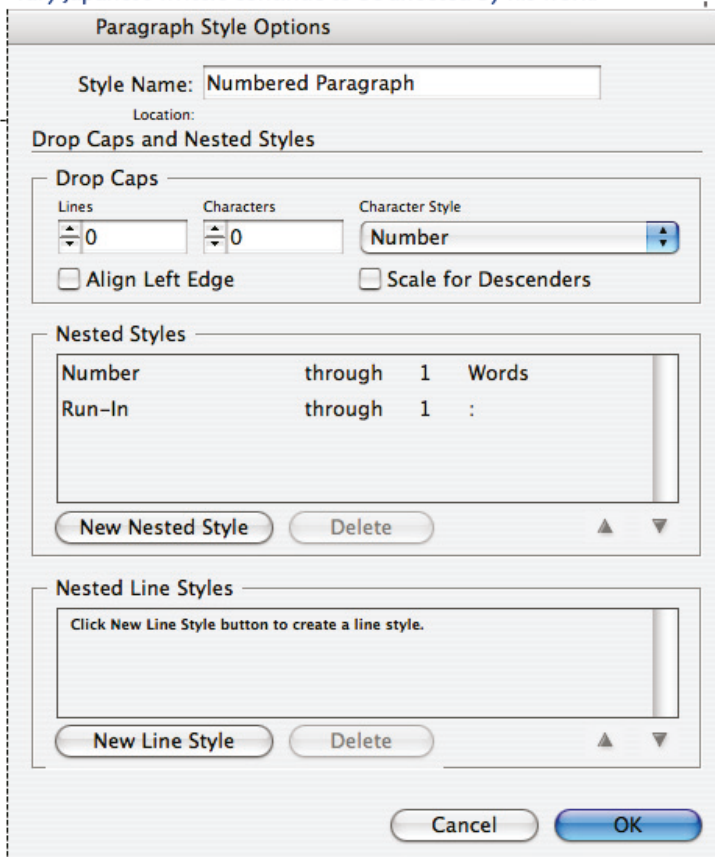 Paragraph Style Options
Style Name: Numbered Paragraph
Location:
Drop Caps and Nested Styles
Drop Caps
Lines Characters Character Style
0 0 Number
Align Left Edge Scale for Descenders
Nested Styles
Number through 1 Words
Run-In through 1 :
New Nested Style Delete
Nested Line Styles
Click New Line Style button to create a line style.
New Line Style Delete
Cancel OK